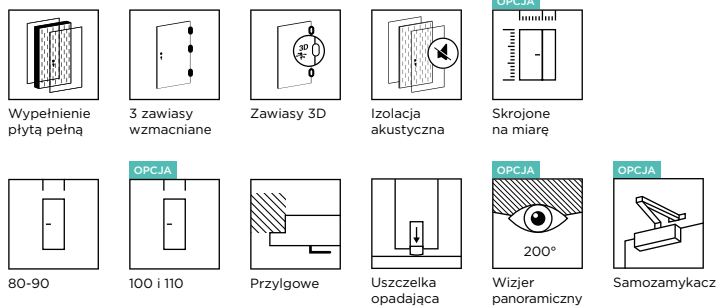 OPCJA
3D
Wypełnienie
płytą pełną
3 zawiasy
wzmacniane
Zawiasy 3D
Izolacja
akustyczna
Skrojone
na miarę
OPCJA
OPCJA
OPCJA
200°
80-90
100 i 110
Przylgowe
Uszczelka
opadająca
Wizjer
panoramiczny
Samozamykacz